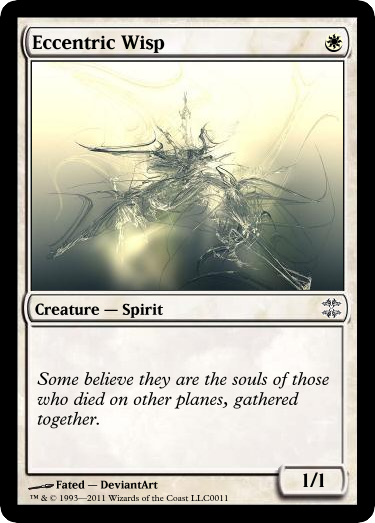 Eccentric Wisp
Creature — Spirit
Some believe they are the souls of those
who died on other planes, gathered
together.
1/1
Fated — DeviantArt
™ & © 1993—2011 Wizards of the Coast LLC0011